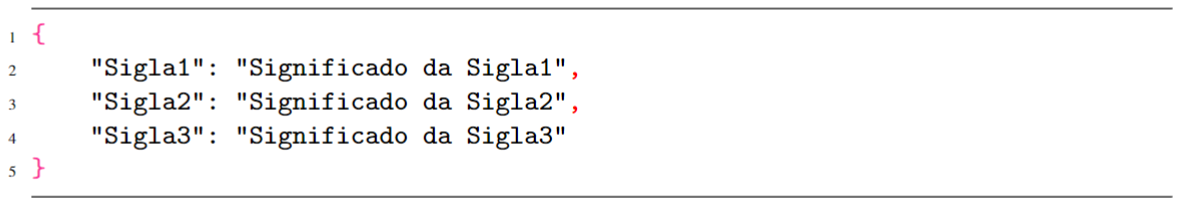 1 {
2 "Sigla1": "Significado da Sigla1",
3 "Sigla2": "Significado da Sigla2",
4 "Sigla3": "Significado da Sigla3"
5 }